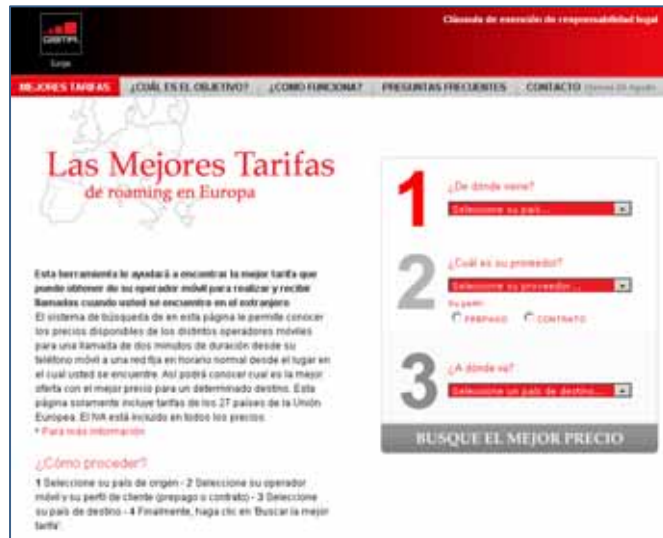 Cláusula de exención de responsabilidad legal
GSMA
Europe
MEJORES TARIFAS ¿CUÁL ES EL OBJETIVO? ¿COMO FUNCIONA? PREGUNTAS FRECUENTES CONTACTO
Las Mejores Tarifas
de roaming en Europa
Esta herramienta le ayudará a encontrar la mejor tarifa que
puede obtener de su operador móvil para realizar y recibir
llamadas cuando usted se encuentre en el extranjero
El sistema de búsqueda de en esta página le permite conocer
los precios disponibles de los distintos operadores móviles
para una llamada de dos minutos de duración desde su
teléfono móvil a una red fija en horario normal desde el lugar en
el cual usted se encuentre. Así podrá conocer cual es la mejor
oferta con el mejor precio para un determinado destino. Esta
página solamente incluye tarifas de los 27 países de la Unión
Europea. El IVA está incluido en todos los precios.
* Para más información
¿Cómo proceder?
1 Seleccione su país de origen - 2 Seleccione su operador
móvil y su perfil de cliente (prepago o contrato) - 3 Seleccione
su país de destino - 4 Finalmente, haga clic en 'Buscar la mejor
tarifa'.
1
¿De dónde viene?
Seleccione su país...
2
¿Cuál es su proveedor?
Seleccione su proveedor...
Su perfil:
PREPAGO CONTRATO
3
¿A dónde va?
Seleccione un país de destino...
BUSQUE EL MEJOR PRECIO